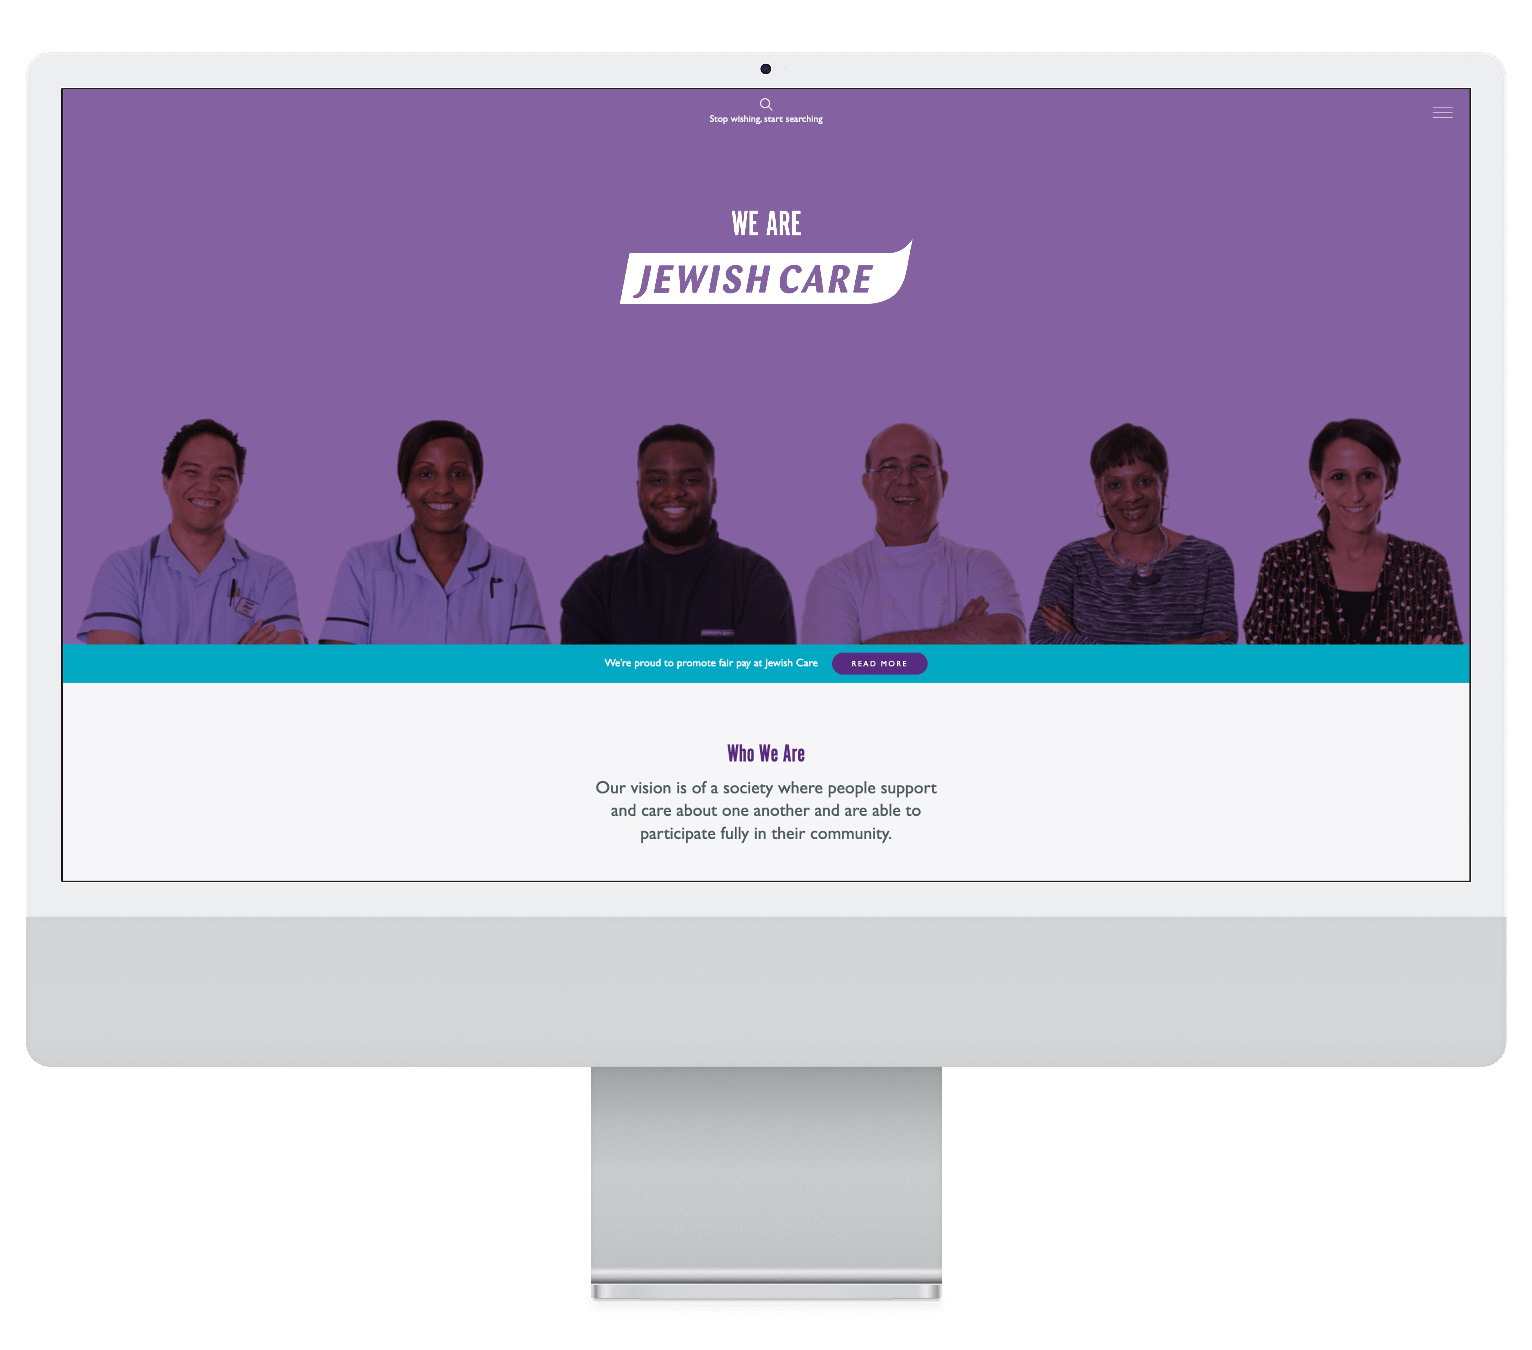 Stop wishing, start searching
WE ARE
JEWISH CARE
We're proud to promote fair pay at Jewish Care
READ MORE
Who We Are
Our vision is of a society where people support
and care about one another and are able to
participate fully in their community.